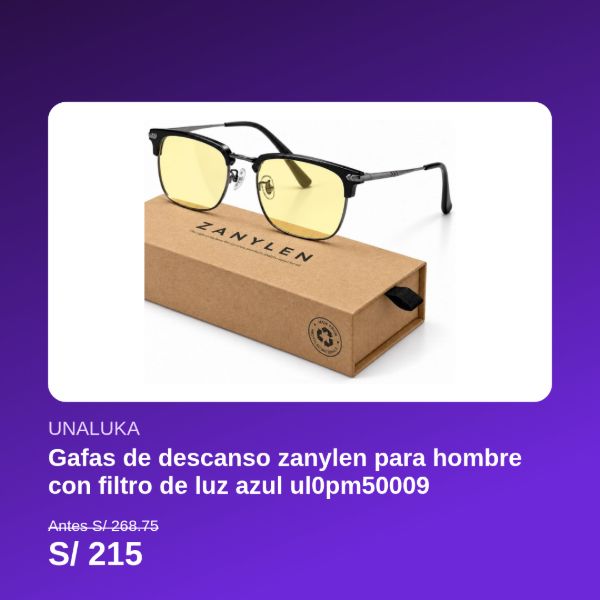 ZANYLEN
UNALUKA
Gafas de descanso zanylen para hombre
con filtro de luz azul ul0pm50009
Antes S/ 268.75
S/ 215